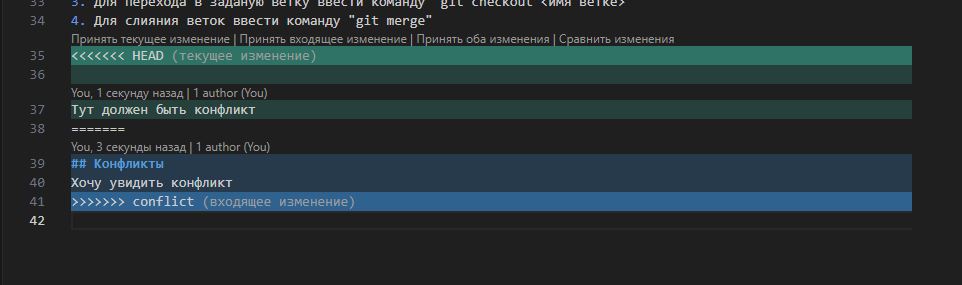 33 3. Для перехода в заданую ветку ввести команду "git checkout <имя ветке>
34 4. Для слияния веток ввести команду "git merge"
Принять текущее изменение | Принять входящее изменение | Принять оба изменения | Сравнить изменения
35 <<<<<<< HEAD (текущее изменение)
36
You, 1 секунду назад | 1 author (You)
37 Тут должен быть конфликт
38 =======
You, 3 секунды назад | 1 author (You)
39 ## Конфликты
40 Хочу увидить конфликт
41 >>>>>>> conflict (входящее изменение)
42